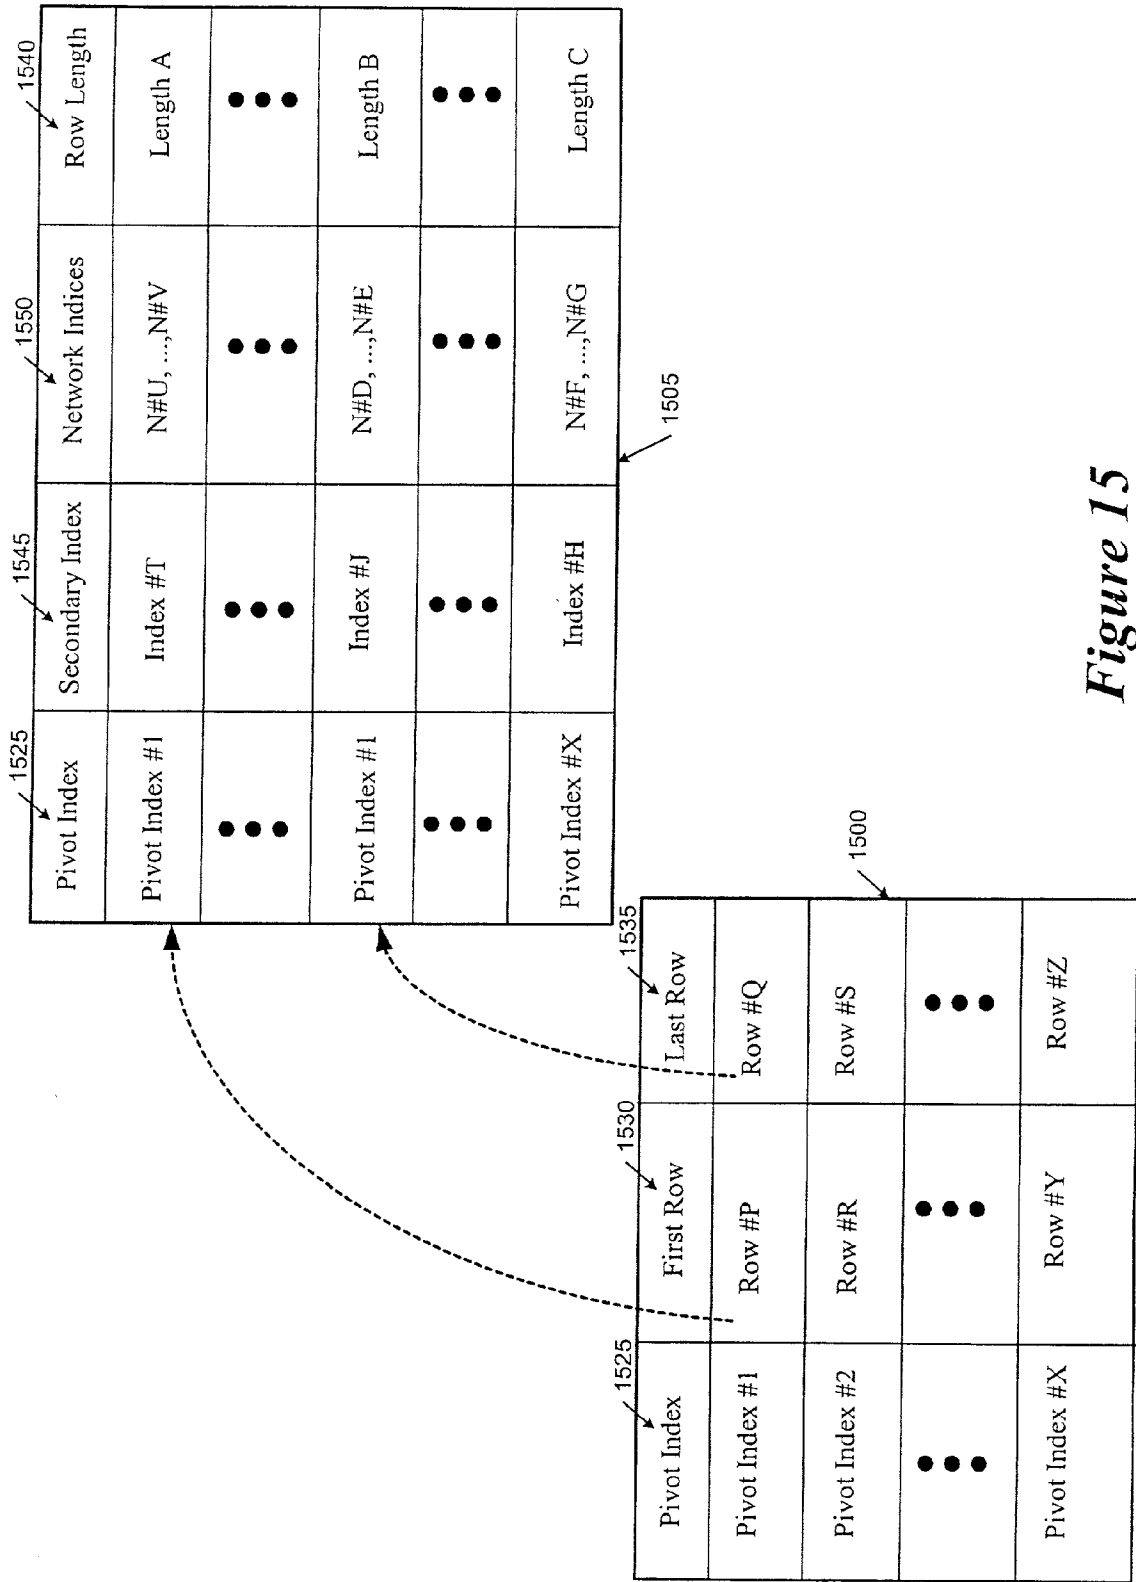 1525
1545
1550
1540
Pivot Index
Secondary Index
Network Indices
Row Length
Pivot Index #1
Index #T
N#U, ...,N#V
Length A
Pivot Index #1
Index #J
N#D, ...,N#E
Length B
Pivot Index #X
Index #H
N#F, ...,N#G
Length C
1505
1525
1530
1535
Pivot Index
First Row
Last Row
1500
Pivot Index #1
Row #P
Row #Q
Pivot Index #2
Row #R
Row #S
Pivot Index #X
Row #Y
Row #Z
Figure 15